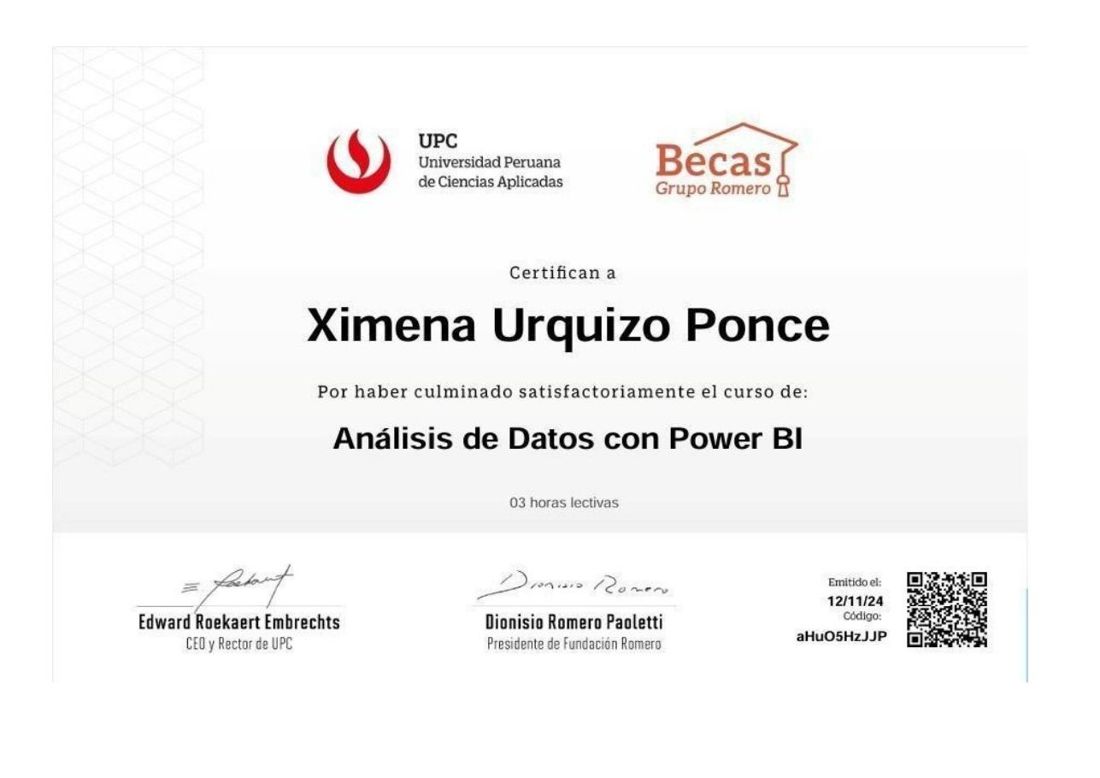 UPC
Universidad Peruana
de Ciencias Aplicadas
Becas
Grupo Romero
Certifican a
Ximena Urquizo Ponce
Por haber culminado satisfactoriamente el curso de:
Análisis de Datos con Power BI
03 horas lectivas
Edward Roekaert Embrechts
CEO y Rector de UPC
Dionisio Romero
Dionisio Romero Paoletti
Presidente de Fundación Romero
Emitido el:
12/11/24
Código:
aHuO5HzJJP